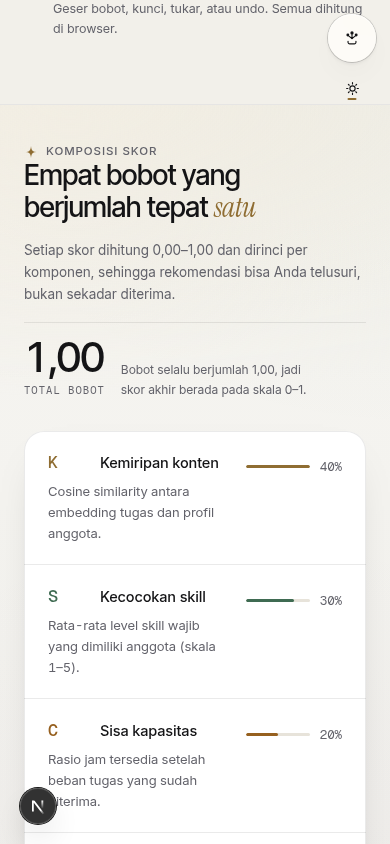 Geser bobot, kunci, tukar, atau undo. Semua dihitung
di browser.
KOMPOSISI SKOR
Empat bobot yang
berjumlah tepat satu
Setiap skor dihitung 0,00–1,00 dan dirinci per
komponen, sehingga rekomendasi bisa Anda telusuri,
bukan sekadar diterima.
1,00
TOTAL BOBOT
Bobot selalu berjumlah 1,00, jadi
skor akhir berada pada skala 0–1.
K Kemiripan konten 40%
Cosine similarity antara
embedding tugas dan profil
anggota.
S Kecocokan skill 30%
Rata-rata level skill wajib
yang dimiliki anggota (skala
1–5).
C Sisa kapasitas 20%
Rasio jam tersedia setelah
beban tugas yang sudah
diterima.
N